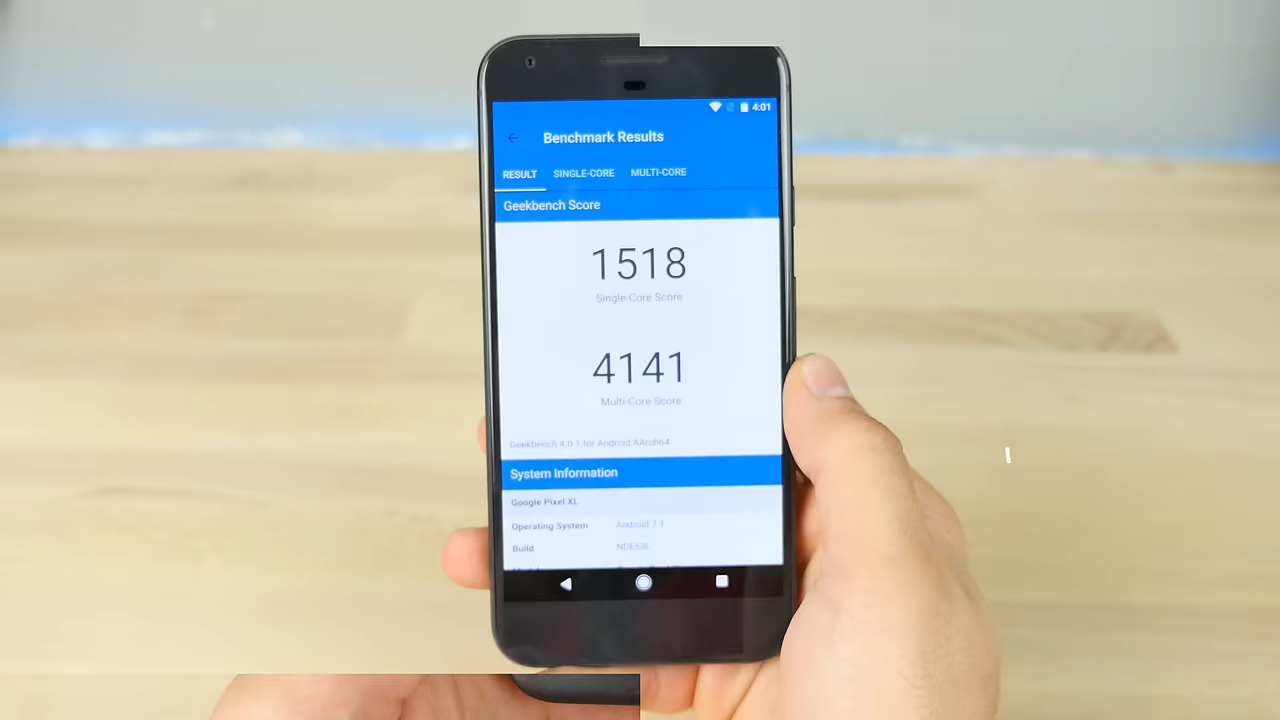 4:01
Benchmark Results
RESULT SINGLE-CORE MULTI-CORE
Geekbench Score
1518
Single-Core Score
4141
Multi-Core Score
Geekbench 4.0.1 for Android AArch64
System Information
Google Pixel XL
Operating System Android 7.1
Build